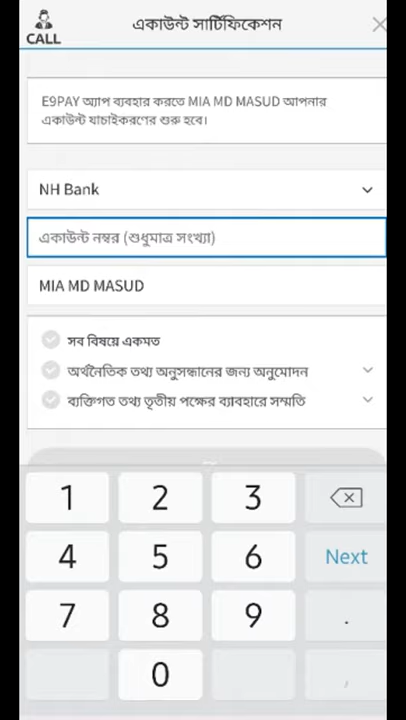 একাউন্ট সার্টিফিকেশন
CALL
E9PAY অ্যাপ ব্যবহার করতে MIA MD MASUD আপনার
একাউন্ট যাচাইকরণের শুরু হবে।
NH Bank
একাউন্ট নম্বর (শুধুমাত্র সংখ্যা)
MIA MD MASUD
সব বিষয়ে একমত
অর্থনৈতিক তথ্য অনুসন্ধানের জন্য অনুমোদন
ব্যক্তিগত তথ্য তৃতীয় পক্ষের ব্যাবহারে সম্মতি
1 2 3
4 5 6 Next
7 8 9 .
0 ,